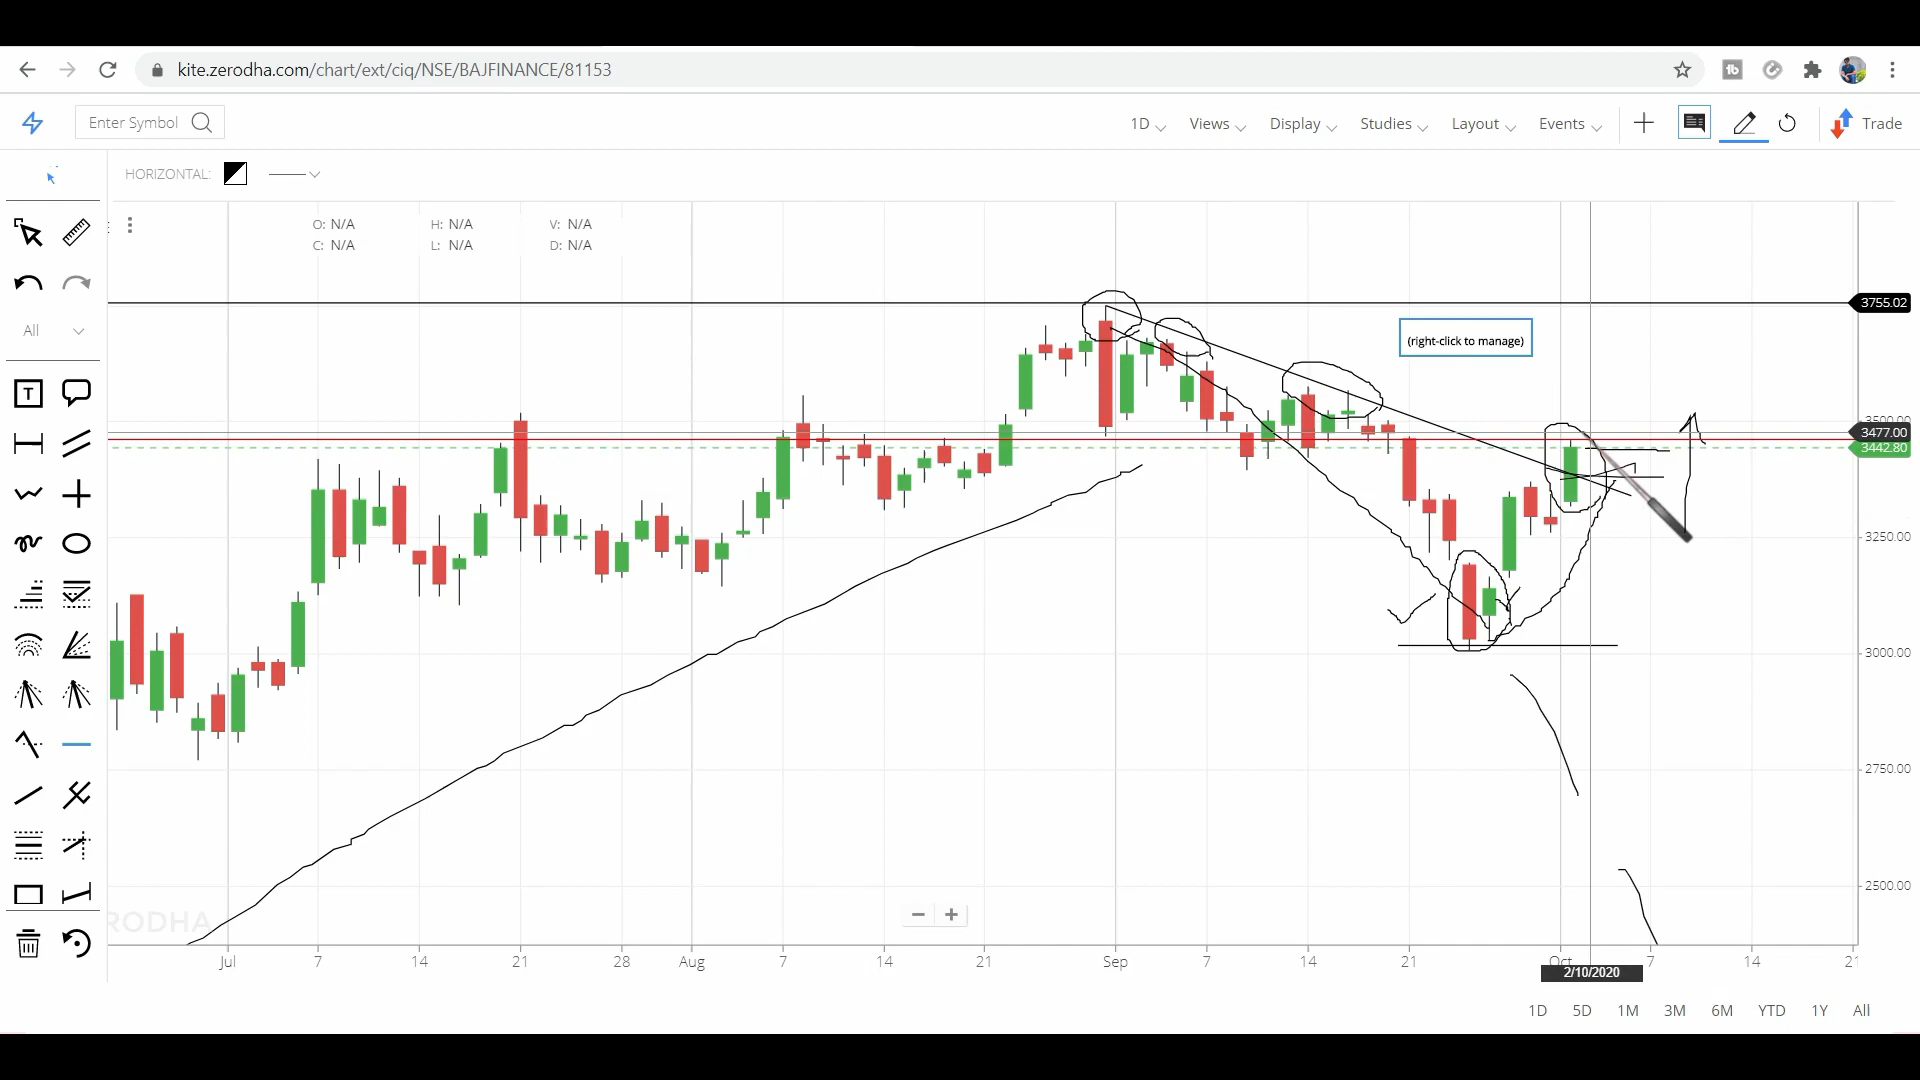 kite.zerodha.com/chart/ext/ciq/NSE/BAJFINANCE/81153
Enter Symbol
1D Views Display Studies Layout Events Trade
HORIZONTAL:
O: N/A H: N/A V: N/A
C: N/A L: N/A D: N/A
All
3755.02
(right-click to manage)
3500.00
3477.00
3442.80
3250.00
3000.00
2750.00
2500.00
T
RODHA
Jul 7 14 21 28 Aug 7 14 21 Sep 7 14 21 Oct 7 14 21
2/10/2020
1D 5D 1M 3M 6M YTD 1Y All